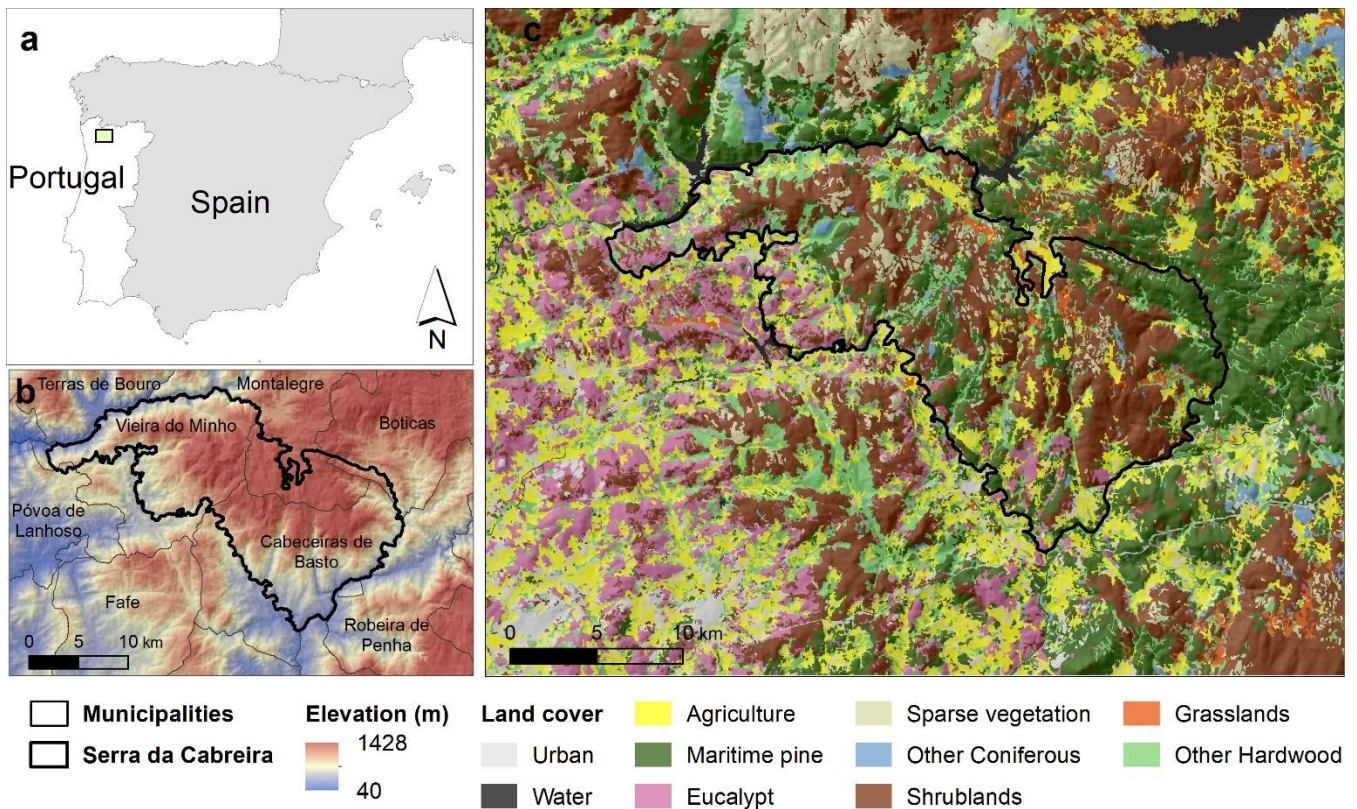 a
Portugal
Spain
N
b
Terras de Bouro
Montalegre
Vieira do Minho
Boticas
Póvoa de
Lanhoso
Cabeceiras de
Basto
Fafe
Robeira de
Penha
0 5 10 km
c
0 5 10 km
Municipalities
Serra da Cabreira
Elevation (m)
1428
40
Land cover
Urban
Water
Agriculture
Maritime pine
Eucalypt
Sparse vegetation
Other Coniferous
Shrublands
Grasslands
Other Hardwood